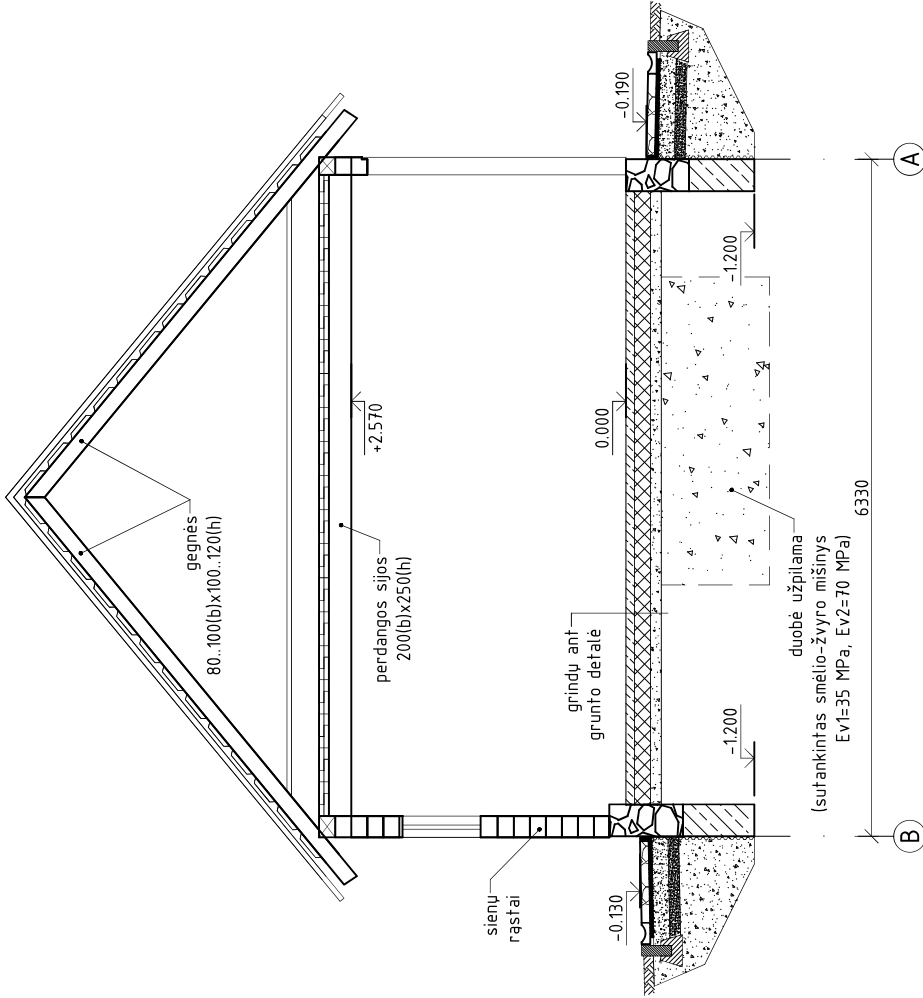 gegnės
80..100(b)x100..120(h)
+2.570
perdangos sijos
200(b)x250(h)
sienų
rąstai
0.000
grindų ant
grunto detalė
-0.130
-0.190
-1.200
-1.200
duobė užpilama
(sutankintas smėlio-žvyro mišinys
Ev1=35 MPa, Ev2=70 MPa)
6330
B
A